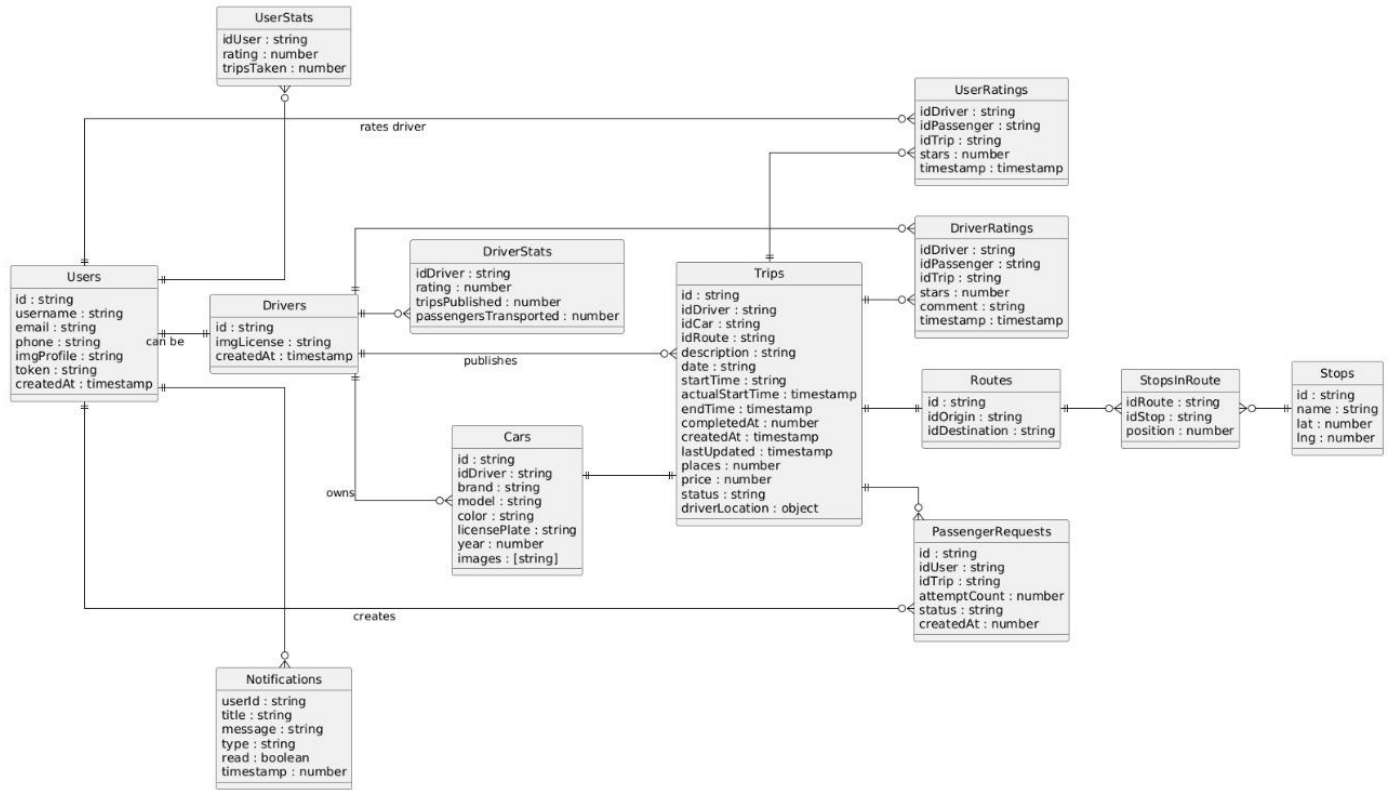 UserStats
idUser : string
rating : number
tripsTaken : number
UserRatings
idDriver : string
idPassenger : string
idTrip : string
stars : number
timestamp : timestamp
rates driver
DriverRatings
idDriver : string
idPassenger : string
idTrip : string
stars : number
comment : string
timestamp : timestamp
DriverStats
idDriver : string
rating : number
tripsPublished : number
passengersTransported : number
Users
id : string
username : string
email : string
phone : string
imgProfile : string
token : string
createdAt : timestamp
can be
Drivers
id : string
imgLicense : string
createdAt : timestamp
publishes
Trips
id : string
idDriver : string
idCar : string
idRoute : string
description : string
date : string
startTime : string
actualStartTime : timestamp
endTime : timestamp
completedAt : number
createdAt : timestamp
lastUpdated : timestamp
places : number
price : number
status : string
driverLocation : object
Routes
id : string
idOrigin : string
idDestination : string
StopsInRoute
idRoute : string
idStop : string
position : number
Stops
id : string
name : string
lat : number
lng : number
owns
Cars
id : string
idDriver : string
brand : string
model : string
color : string
licensePlate : string
year : number
images : [string]
PassengerRequests
id : string
idUser : string
idTrip : string
attemptCount : number
status : string
createdAt : number
creates
Notifications
userId : string
title : string
message : string
type : string
read : boolean
timestamp : number